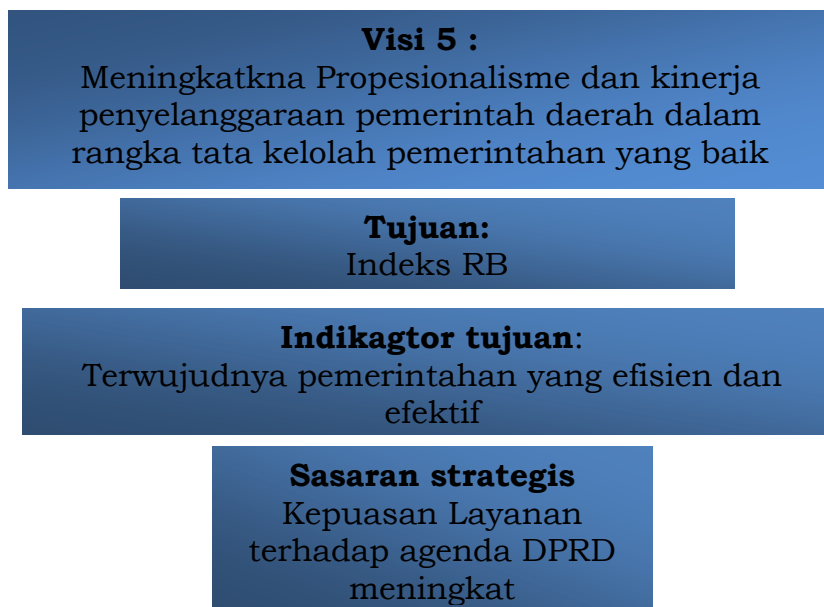 Visi 5 :
Meningkatkna Propesionalisme dan kinerja
penyelanggaraan pemerintah daerah dalam
rangka tata kelolah pemerintahan yang baik
Tujuan:
Indeks RB
Indikagtor tujuan:
Terwujudnya pemerintahan yang efisien dan
efektif
Sasaran strategis
Kepuasan Layanan
terhadap agenda DPRD
meningkat